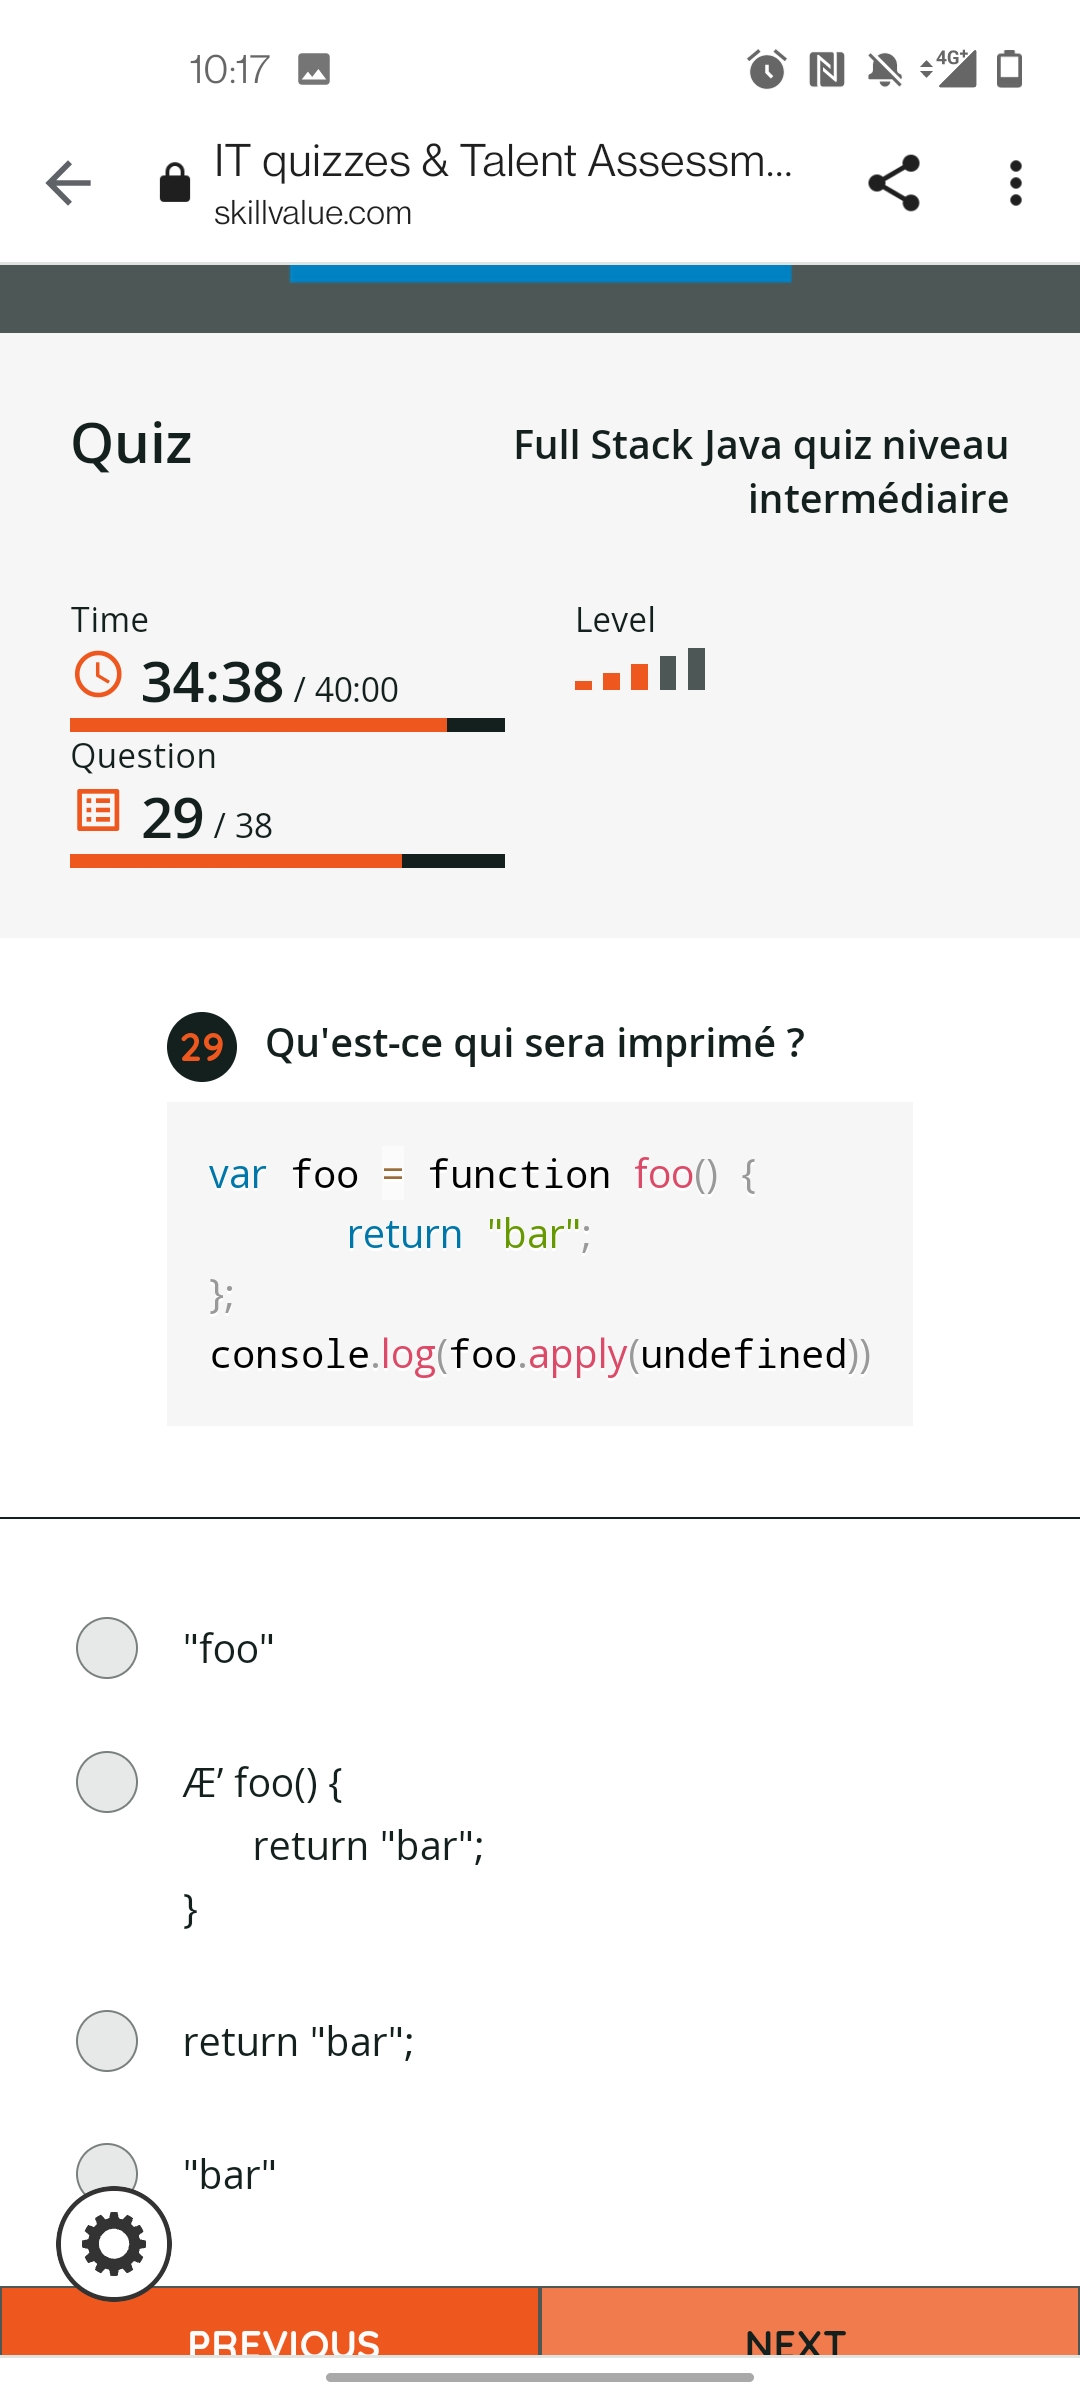 10:17
4G+
IT quizzes & Talent Assessm...
skillvalue.com
Quiz
Full Stack Java quiz niveau
intermédiaire
Time
34:38 / 40:00
Level
Question
29 / 38
29 Qu'est-ce qui sera imprimé ?
var foo = function foo() {
return "bar";
};
console.log(foo.apply(undefined))
"foo"
Æ’ foo() {
return "bar";
}
return "bar";
"bar"
PREVIOUS
NEXT